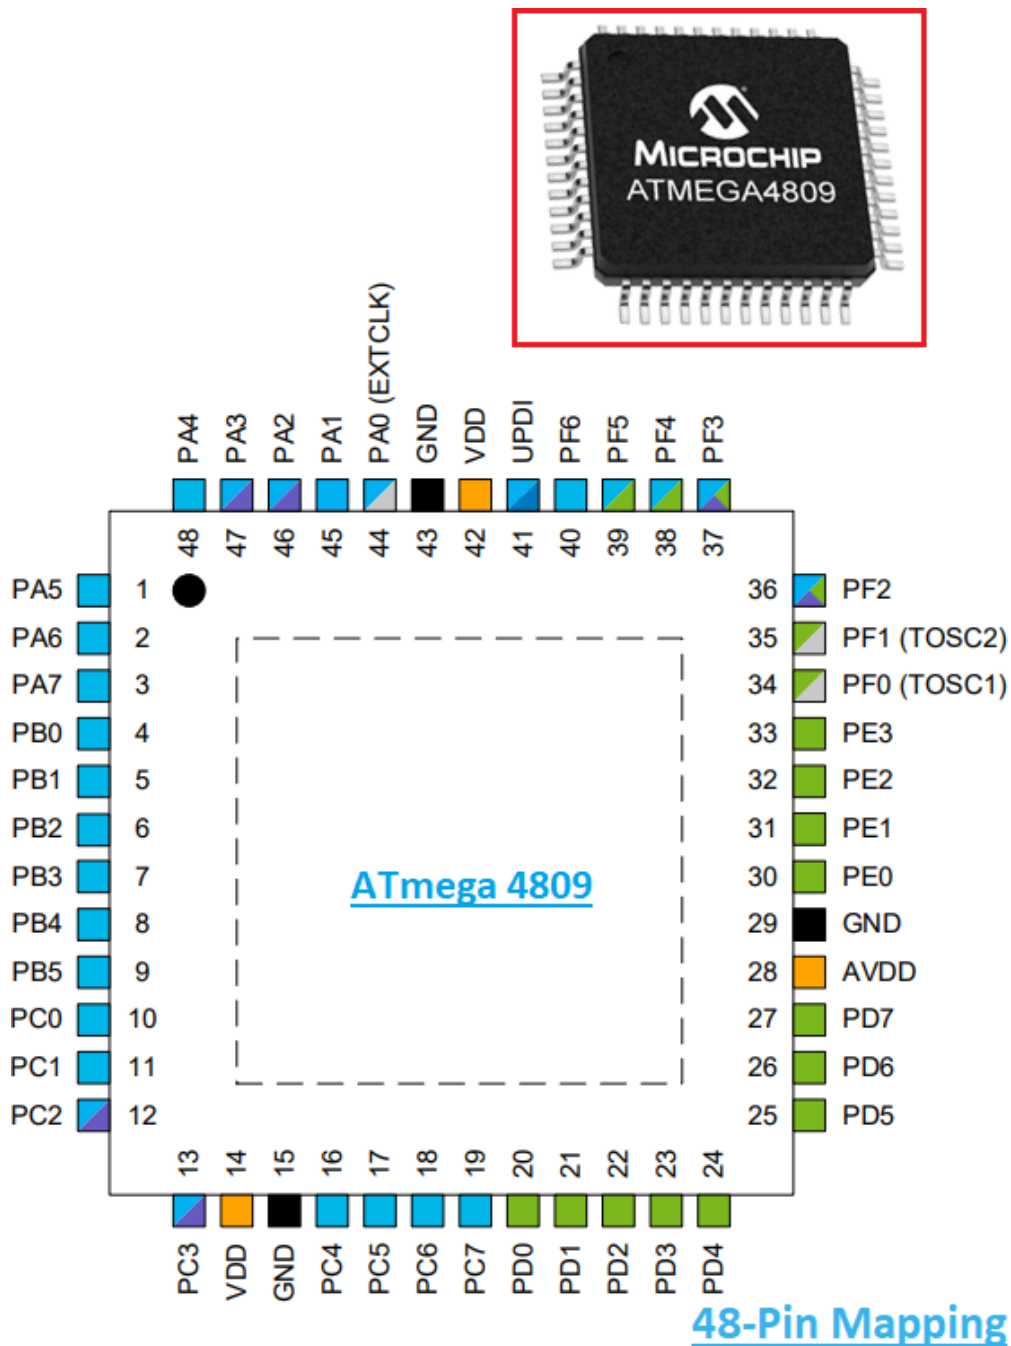 MICROCHIP
ATMEGA4809
PA4 PA3 PA2 PA1 PA0 (EXTCLK) GND VDD UPDI PF6 PF5 PF4 PF3
48 47 46 45 44 43 42 41 40 39 38 37
PA5 1 36 PF2
PA6 2 35 PF1 (TOSC2)
PA7 3 34 PF0 (TOSC1)
PB0 4 33 PE3
PB1 5 32 PE2
PB2 6 31 PE1
PB3 7 30 PE0
ATmega 4809
PB4 8 29 GND
PB5 9 28 AVDD
PC0 10 27 PD7
PC1 11 26 PD6
PC2 12 25 PD5
13 14 15 16 17 18 19 20 21 22 23 24
PC3 VDD GND PC4 PC5 PC6 PC7 PD0 PD1 PD2 PD3 PD4
48-Pin Mapping